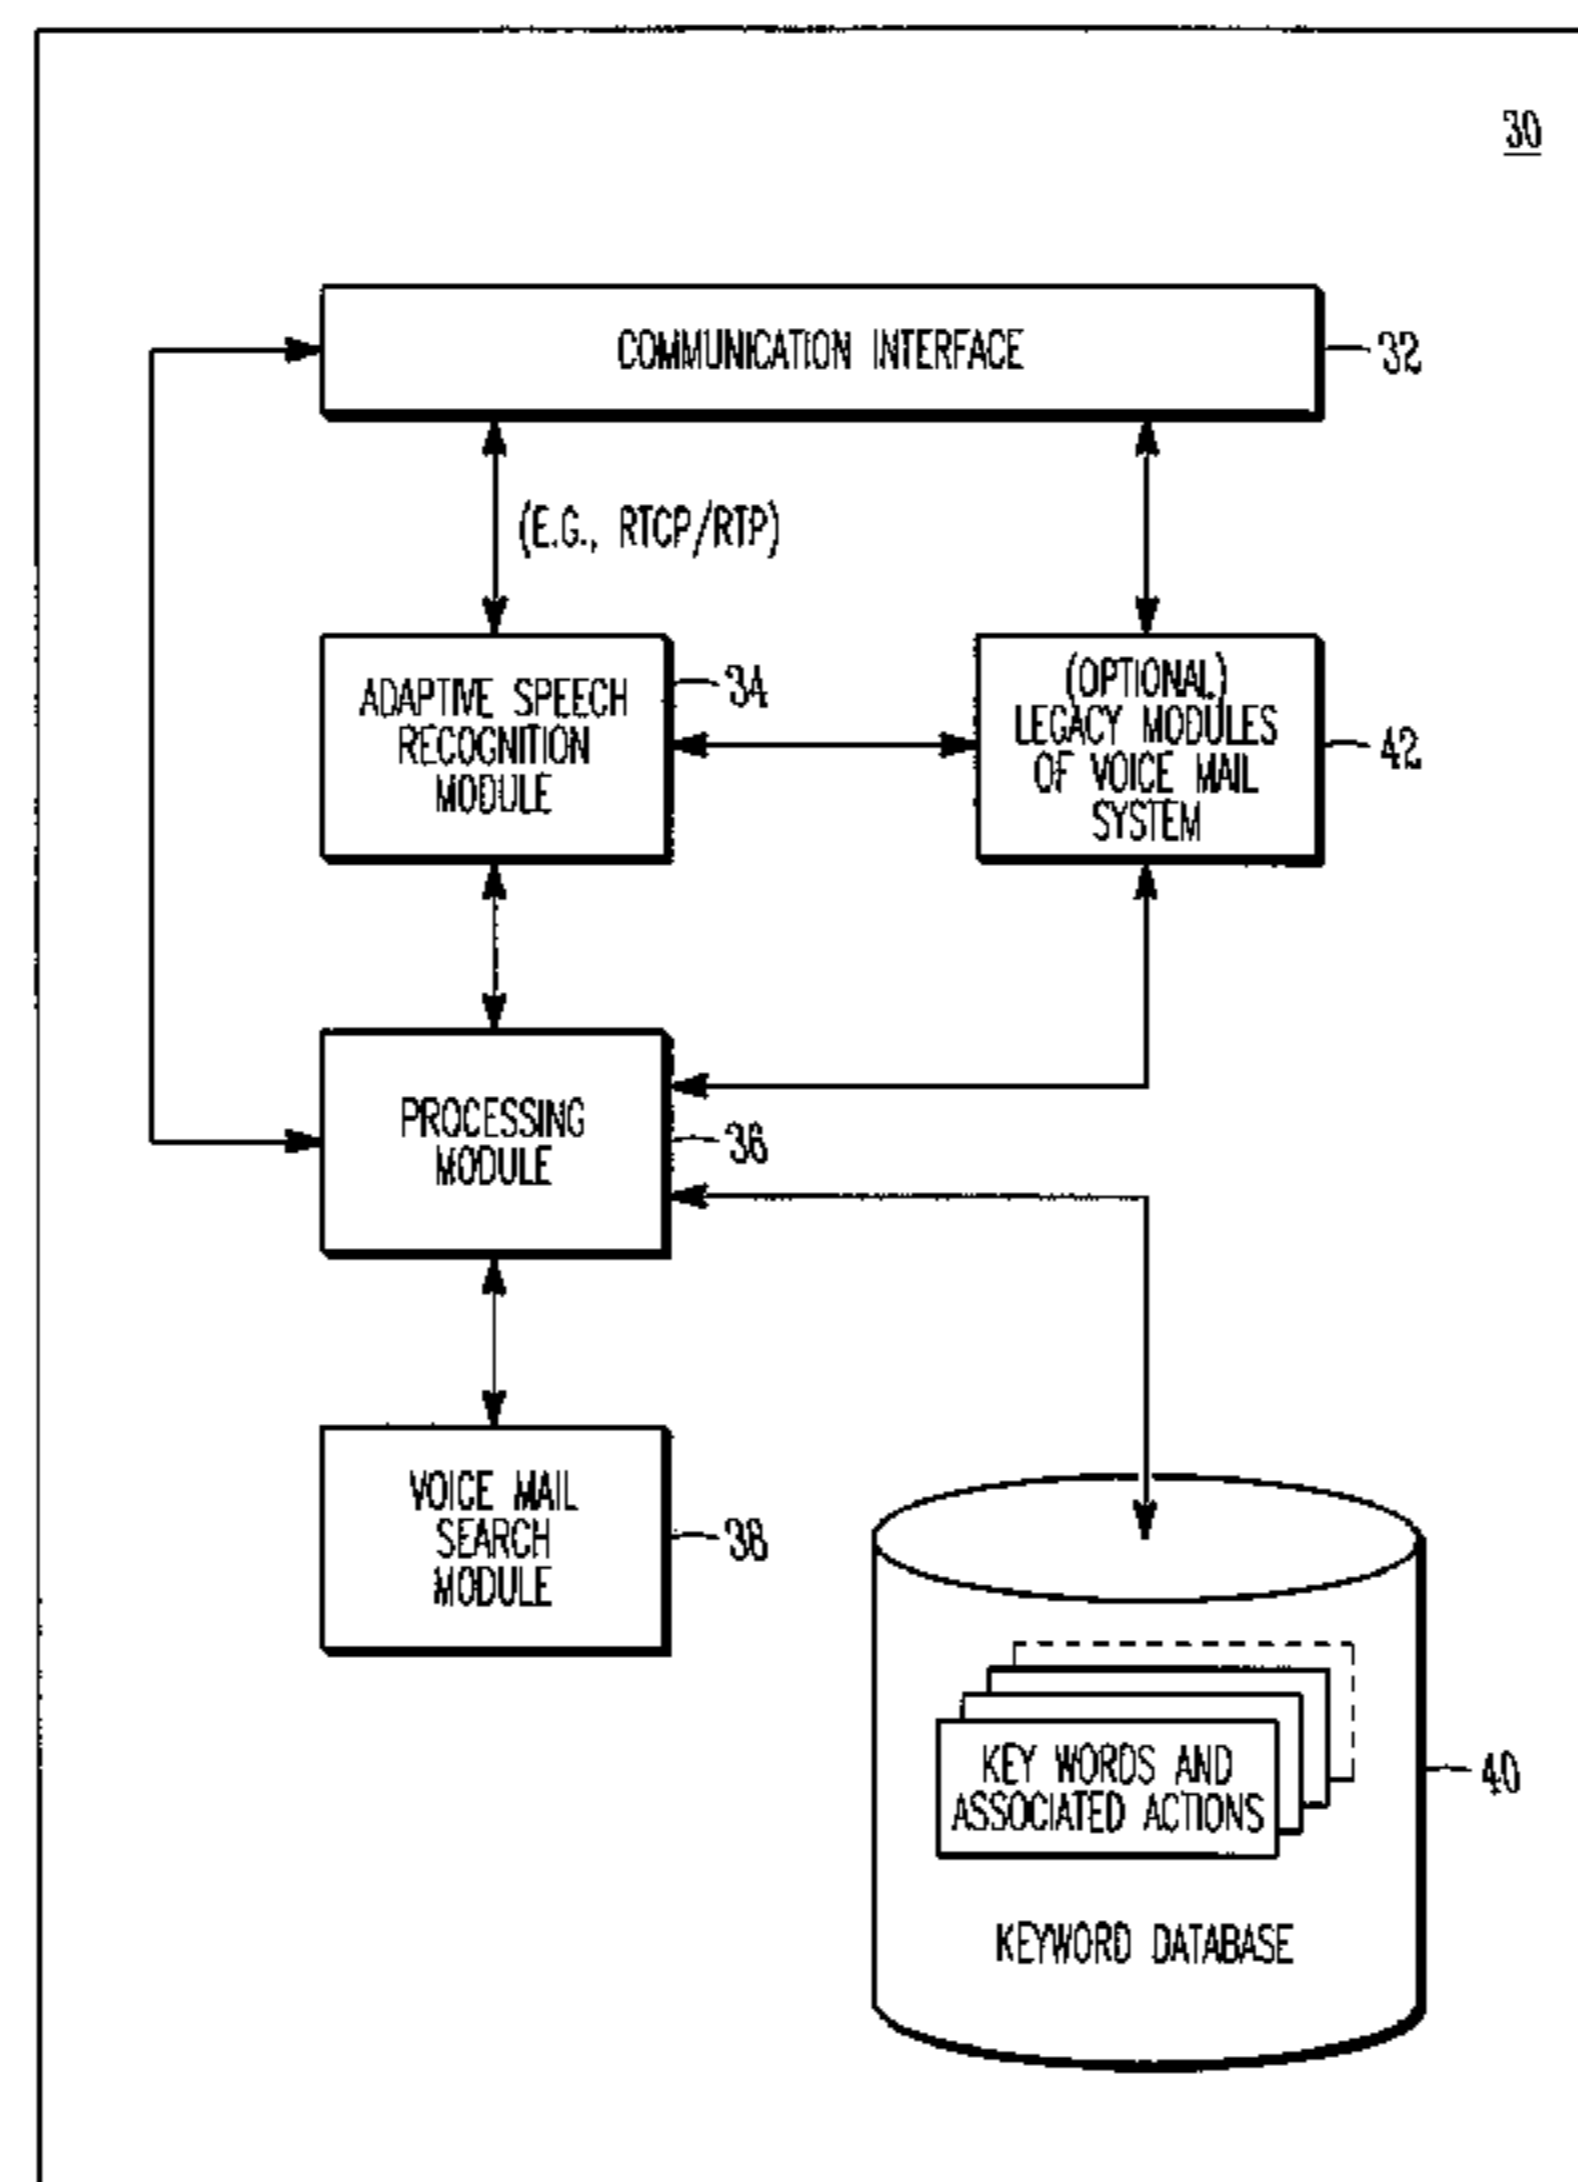 30
COMMUNICATION INTERFACE
32
(E.G., RTCP/RTP)
ADAPTIVE SPEECH
RECOGNITION
MODULE
34
(OPTIONAL)
LEGACY MODULES
OF VOICE MAIL
SYSTEM
42
PROCESSING
MODULE
36
VOICE MAIL
SEARCH
MODULE
38
KEY WORDS AND
ASSOCIATED ACTIONS
40
KEYWORD DATABASE